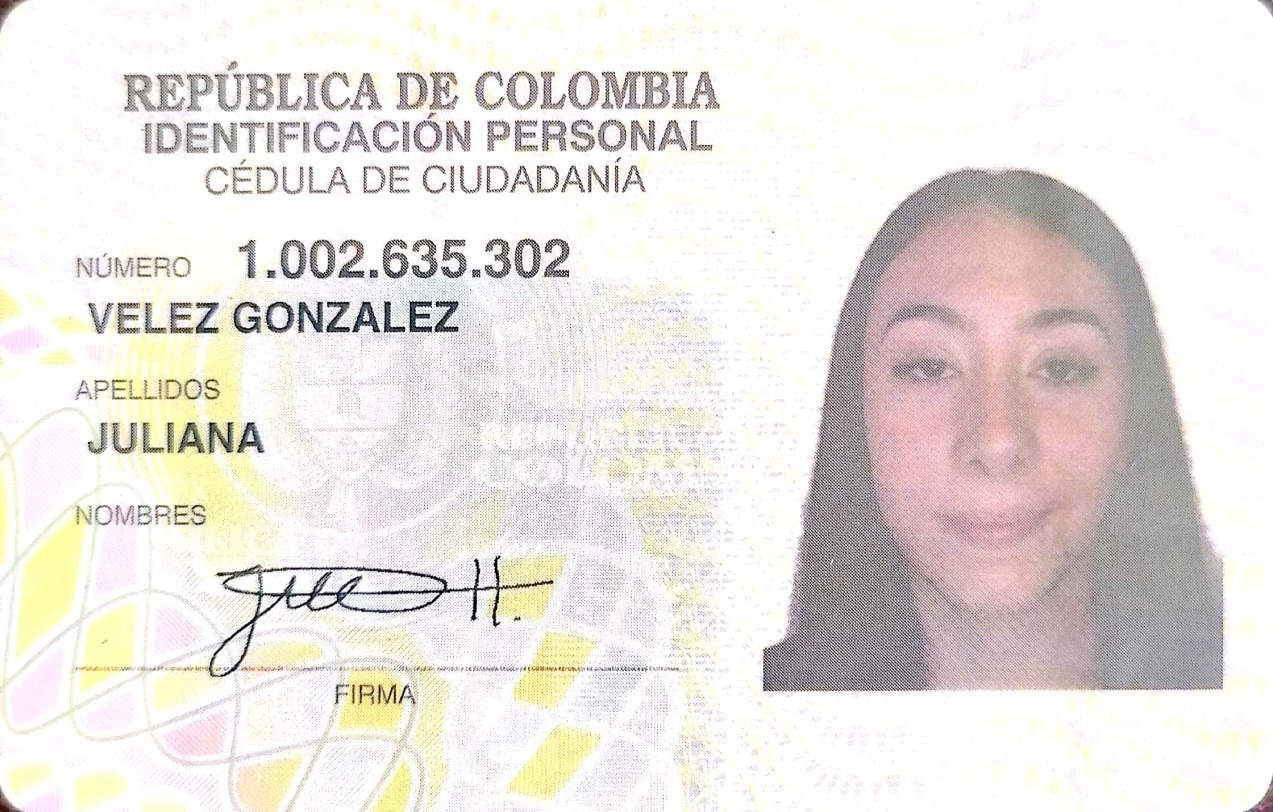 REPÚBLICA DE COLOMBIA
IDENTIFICACIÓN PERSONAL
CÉDULA DE CIUDADANÍA
NÚMERO 1.002.635.302
VELEZ GONZALEZ
APELLIDOS
JULIANA
NOMBRES
FIRMA